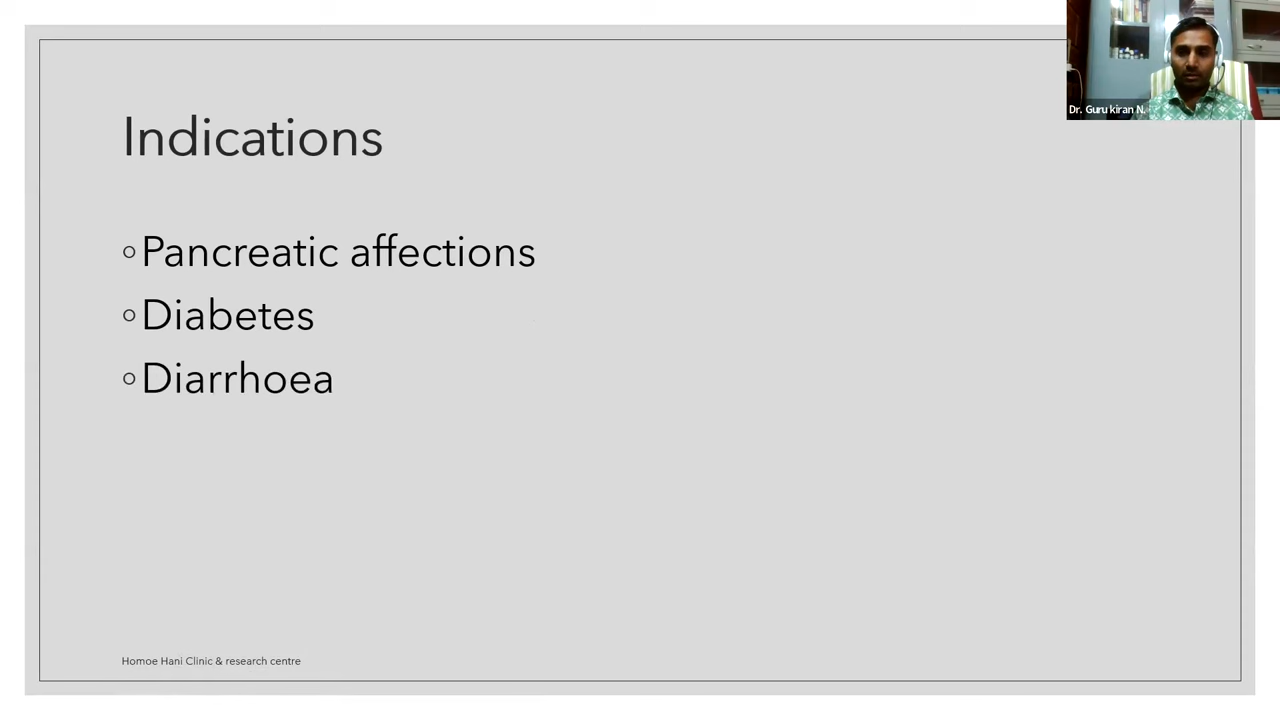 Dr. Guru kiran N.
Indications
Pancreatic affections
Diabetes
Diarrhoea
Homoe Hani Clinic & research centre